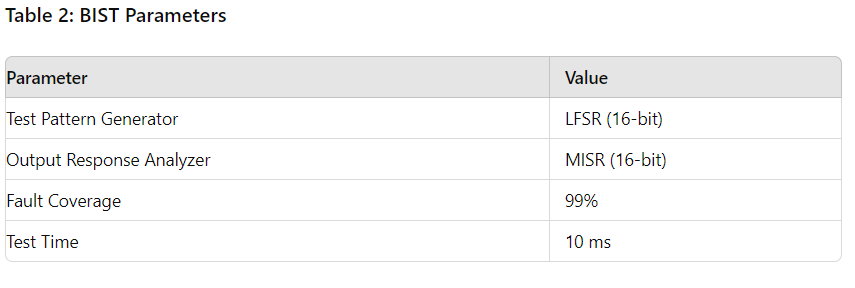 Table 2: BIST Parameters
Parameter Value
Test Pattern Generator LFSR (16-bit)
Output Response Analyzer MISR (16-bit)
Fault Coverage 99%
Test Time 10 ms